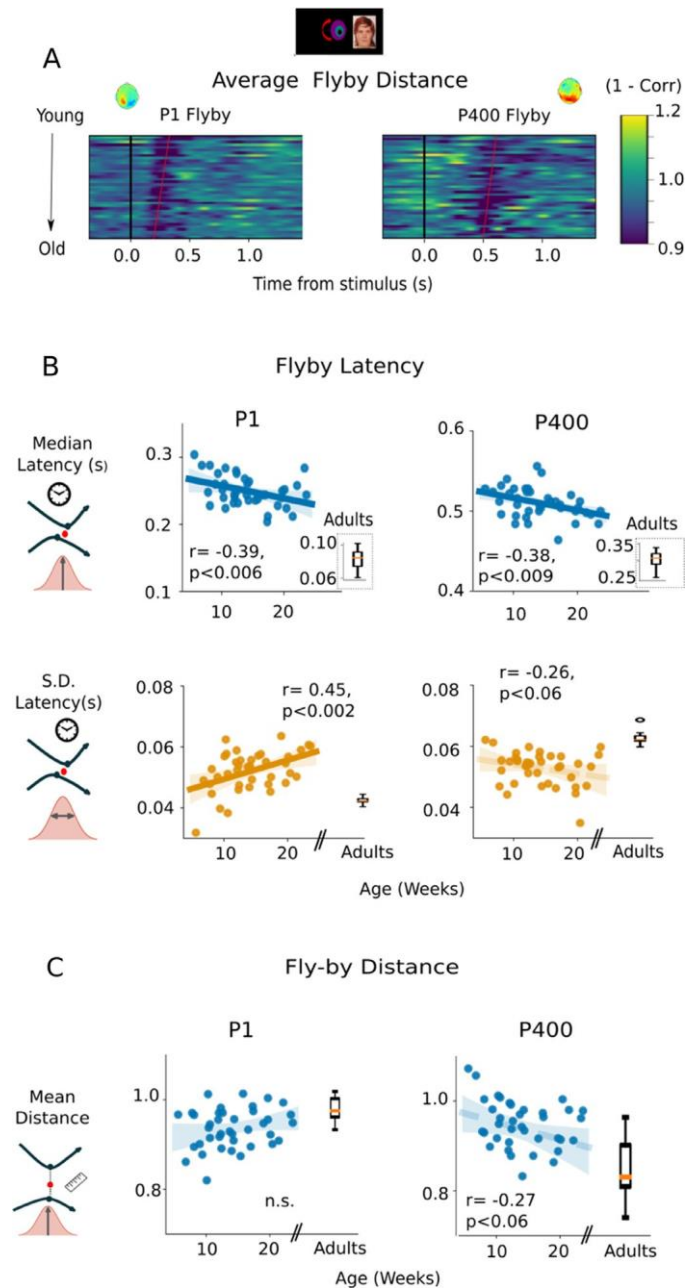 A
Average Flyby Distance
(1 - Corr)
Young
Old
P1 Flyby
P400 Flyby
1.2
1.0
0.9
0.0 0.5 1.0
0.0 0.5 1.0
Time from stimulus (s)
B
Flyby Latency
Median
Latency (s)
P1
0.3
0.2
0.1
r= -0.39,
p<0.006
Adults
0.10
0.06
10 20
P400
0.6
0.5
0.4
r= -0.38,
p<0.009
Adults
0.35
0.25
10 20
S.D.
Latency(s)
0.08
0.06
0.04
r= 0.45,
p<0.002
10 20 // Adults
0.08
0.06
0.04
r= -0.26,
p<0.06
10 20 // Adults
Age (Weeks)
C
Fly-by Distance
Mean
Distance
P1
1.0
0.8
n.s.
10 20 // Adults
P400
1.0
0.8
r= -0.27
p<0.06
10 20 // Adults
Age (Weeks)